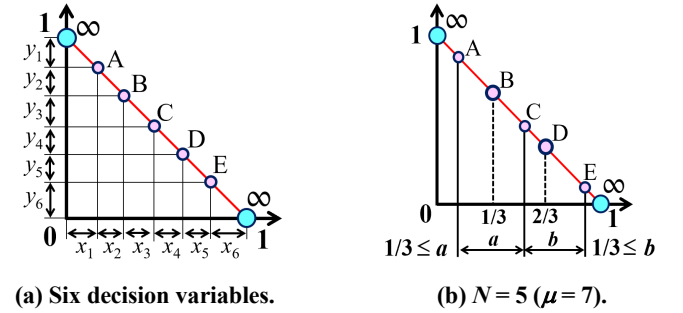 1 ∞
y1
y2
y3
y4
y5
y6
A
B
C
D
E
∞
0
1
x1 x2 x3 x4 x5 x6
(a) Six decision variables.
1 ∞
A
B
C
D
E
∞
0 1/3 2/3 1
1/3 ≤ a a b 1/3 ≤ b
(b) N = 5 (μ = 7).